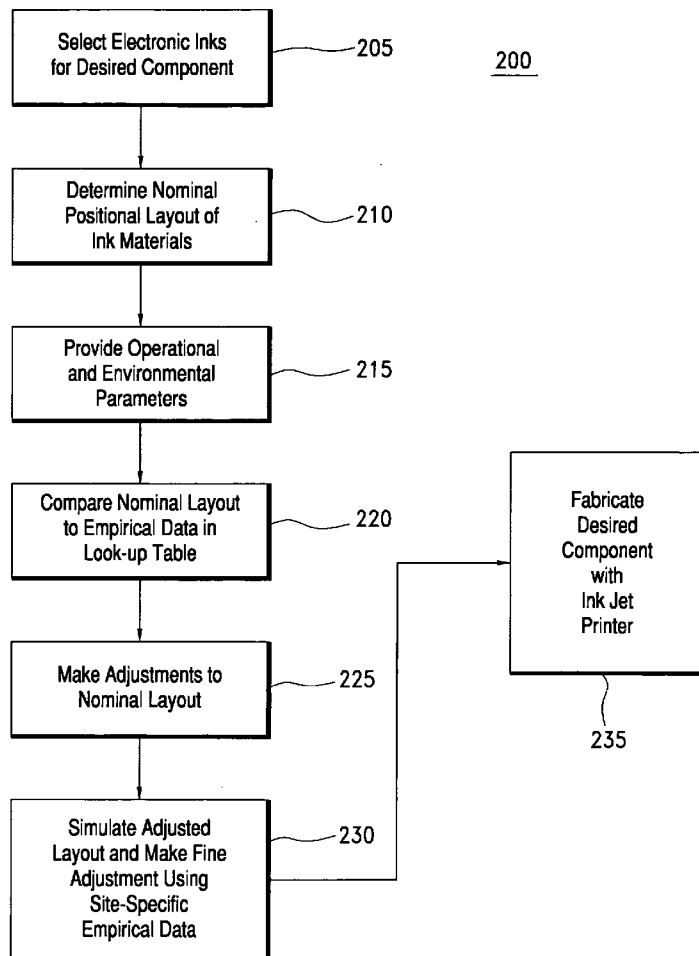 Select Electronic Inks
for Desired Component
205
200
Determine Nominal
Positional Layout of
Ink Materials
210
Provide Operational
and Environmental
Parameters
215
Compare Nominal Layout
to Empirical Data in
Look-up Table
220
Make Adjustments to
Nominal Layout
225
Simulate Adjusted
Layout and Make Fine
Adjustment Using
Site-Specific
Empirical Data
230
Fabricate
Desired
Component
with
Ink Jet
Printer
235